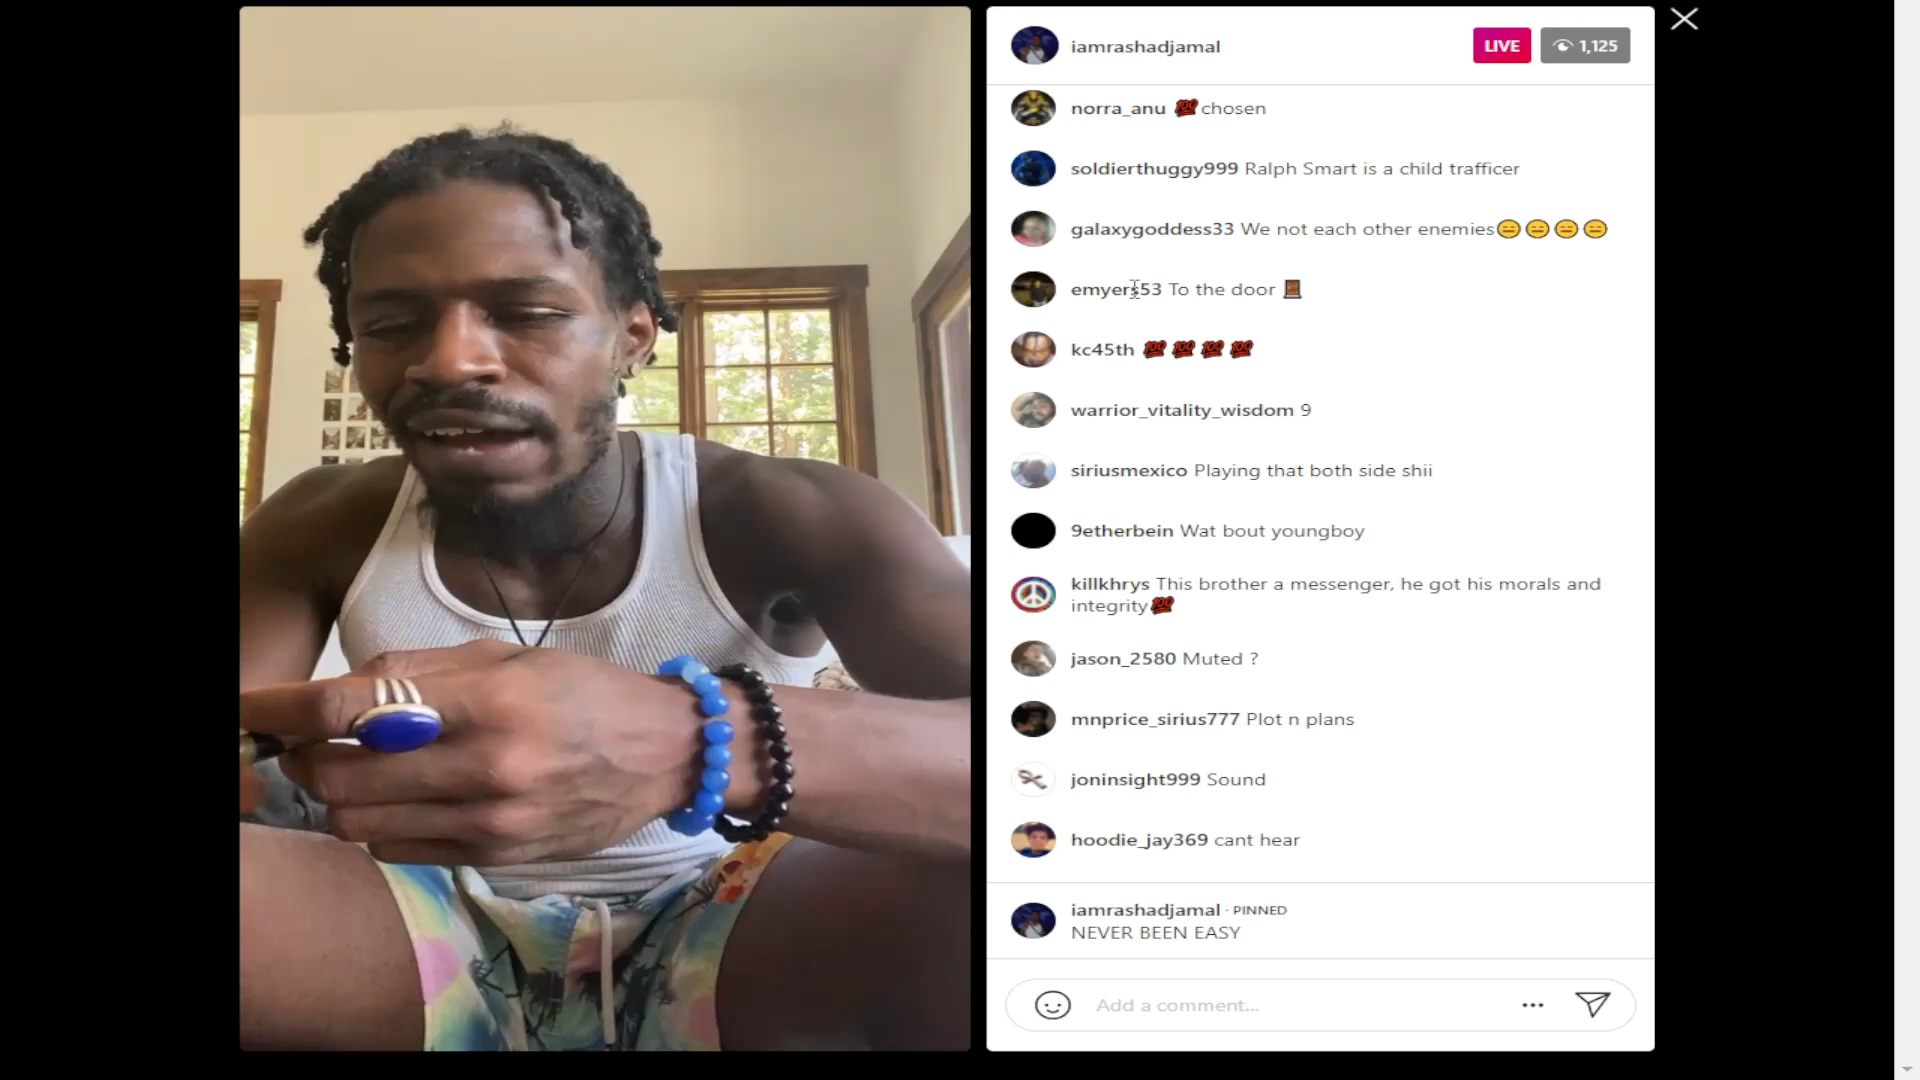 iamrashadjamal
LIVE
1,125
norra_anu 💯 chosen
soldierthuggy999 Ralph Smart is a child trafficer
galaxygoddess33 We not each other enemies😑😑😑😑
emyers53 To the door 🚪
kc45th 💯💯💯💯
warrior_vitality_wisdom 9
siriusmexico Playing that both side shii
9etherbein Wat bout youngboy
killkhrys This brother a messenger, he got his morals and
integrity💯
jason_2580 Muted ?
mnprice_sirius777 Plot n plans
joninsight999 Sound
hoodie_jay369 cant hear
iamrashadjamal · PINNED
NEVER BEEN EASY
Add a comment...